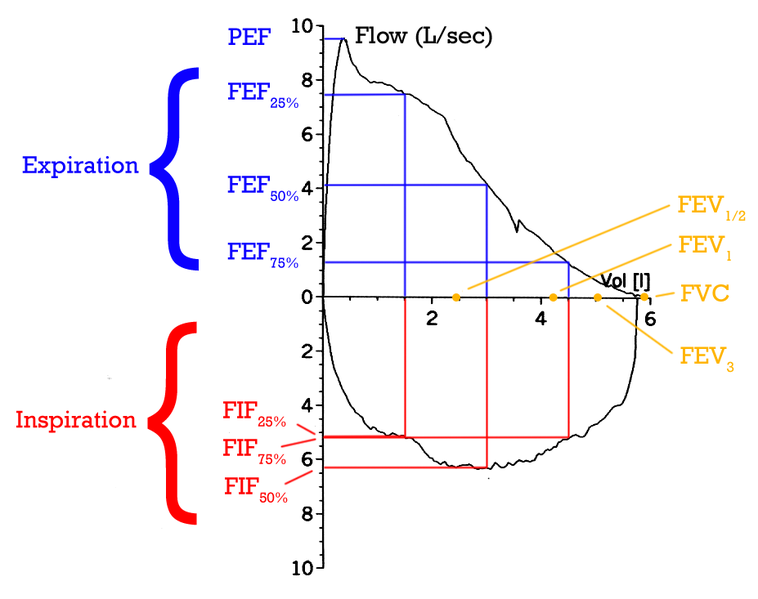 10
PEF
Flow (L/sec)
8
FEF25%
6
Expiration
FEF50%
4
FEV1/2
2
FEV1
FEF75%
Vol [l]
FVC
0
2
4
6
2
FEV3
4
FIF25%
Inspiration
FIF75%
6
FIF50%
8
10